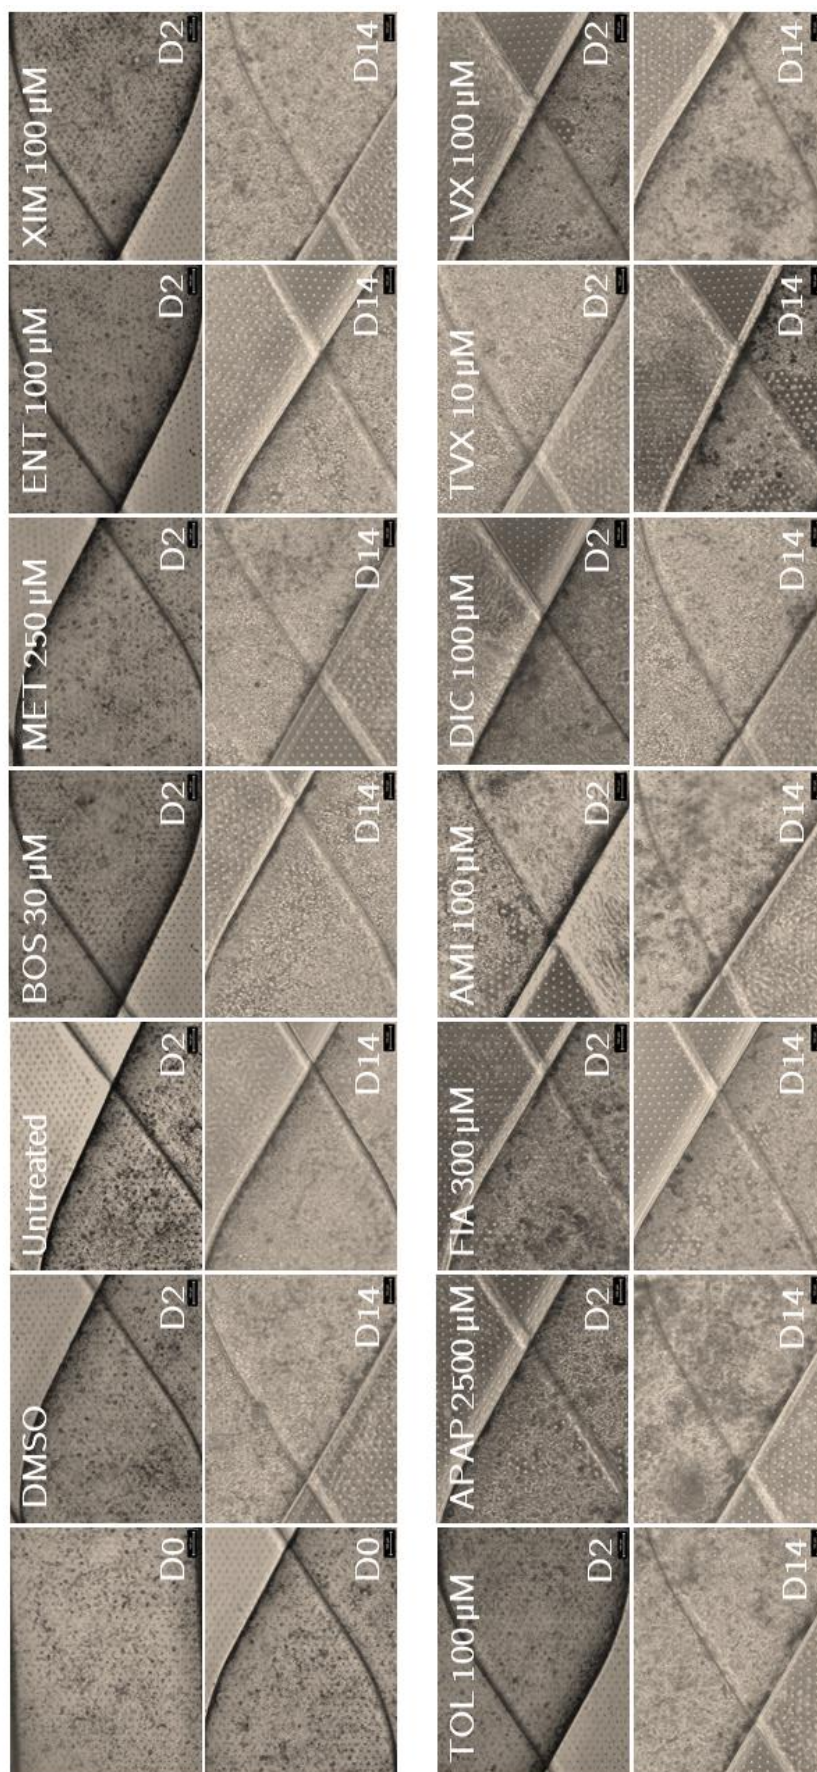 DMSO
Untreated
BOS 30 µM
MET 250 µM
ENT 100 µM
XIM 100 µM
D0
D2
D2
D2
D2
D2
D2
D0
D14
D14
D14
D14
D14
D14
TOL 100 µM
APAP 2500 µM
FIA 300 µM
AMI 100 µM
DIC 100 µM
TVX 10 µM
LVX 100 µM
D2
D2
D2
D2
D2
D2
D2
D14
D14
D14
D14
D14
D14
D14